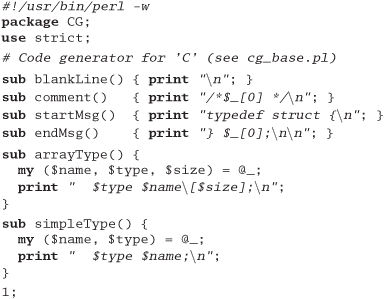 #!/usr/bin/perl -w
package CG;
use strict;
# Code generator for 'C' (see cg_base.pl)
sub blankLine() { print "\n"; }
sub comment() { print "/*$_[0] */\n"; }
sub startMsg() { print "typedef struct {\n"; }
sub endMsg() { print "} $_[0];\n\n"; }
sub arrayType() {
my ($name, $type, $size) = @_;
print " $type $name\[$size];\n";
}
sub simpleType() {
my ($name, $type) = @_;
print " $type $name;\n";
}
1;